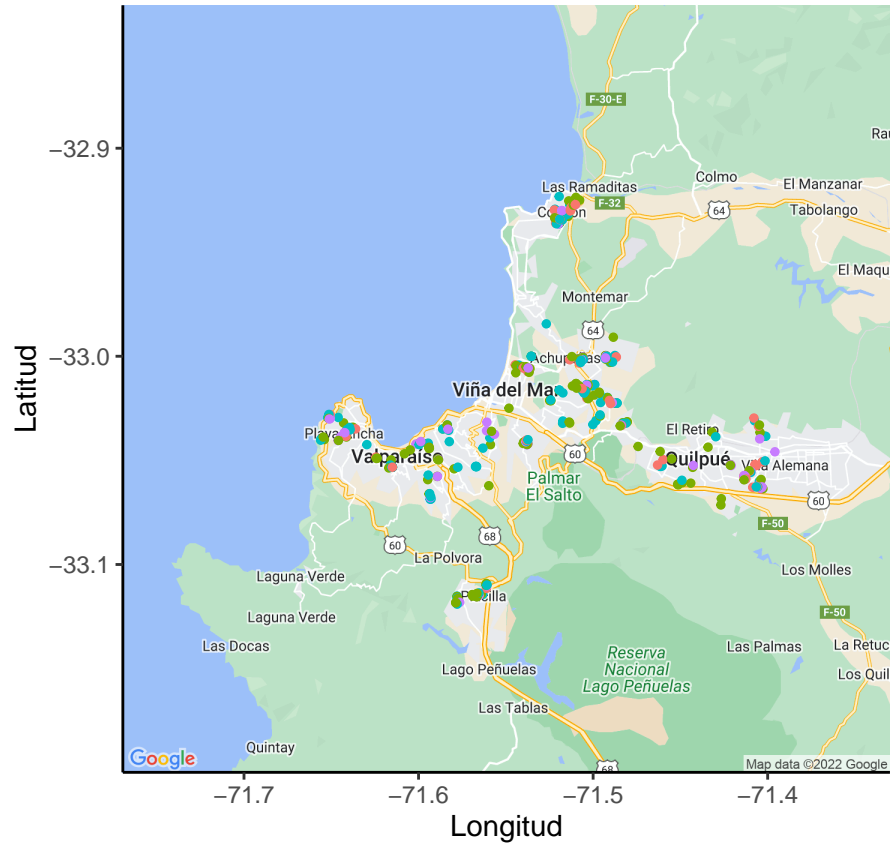 F-30-E
Rau
−32.9
Colmo
Las Ramaditas
El Manzanar
F-32
64
Tabolango
El Maqu
Montemar
64
−33.0
Achupallas
Viña del Mar
Latitud
Playa Ancha
El Retiro
Valparaíso
Quilpué
Villa Alemana
60
Palmar
El Salto
60
68
F-50
60
La Polvora
−33.1
Laguna Verde
Los Molles
Placilla
Laguna Verde
F-50
Las Docas
Reserva
Nacional
Lago Peñuelas
Las Palmas
La Retuc
Lago Peñuelas
Los Quil
Las Tablas
Quintay
Google
68
Map data ©2022 Google
−71.7
−71.6
−71.5
−71.4
Longitud